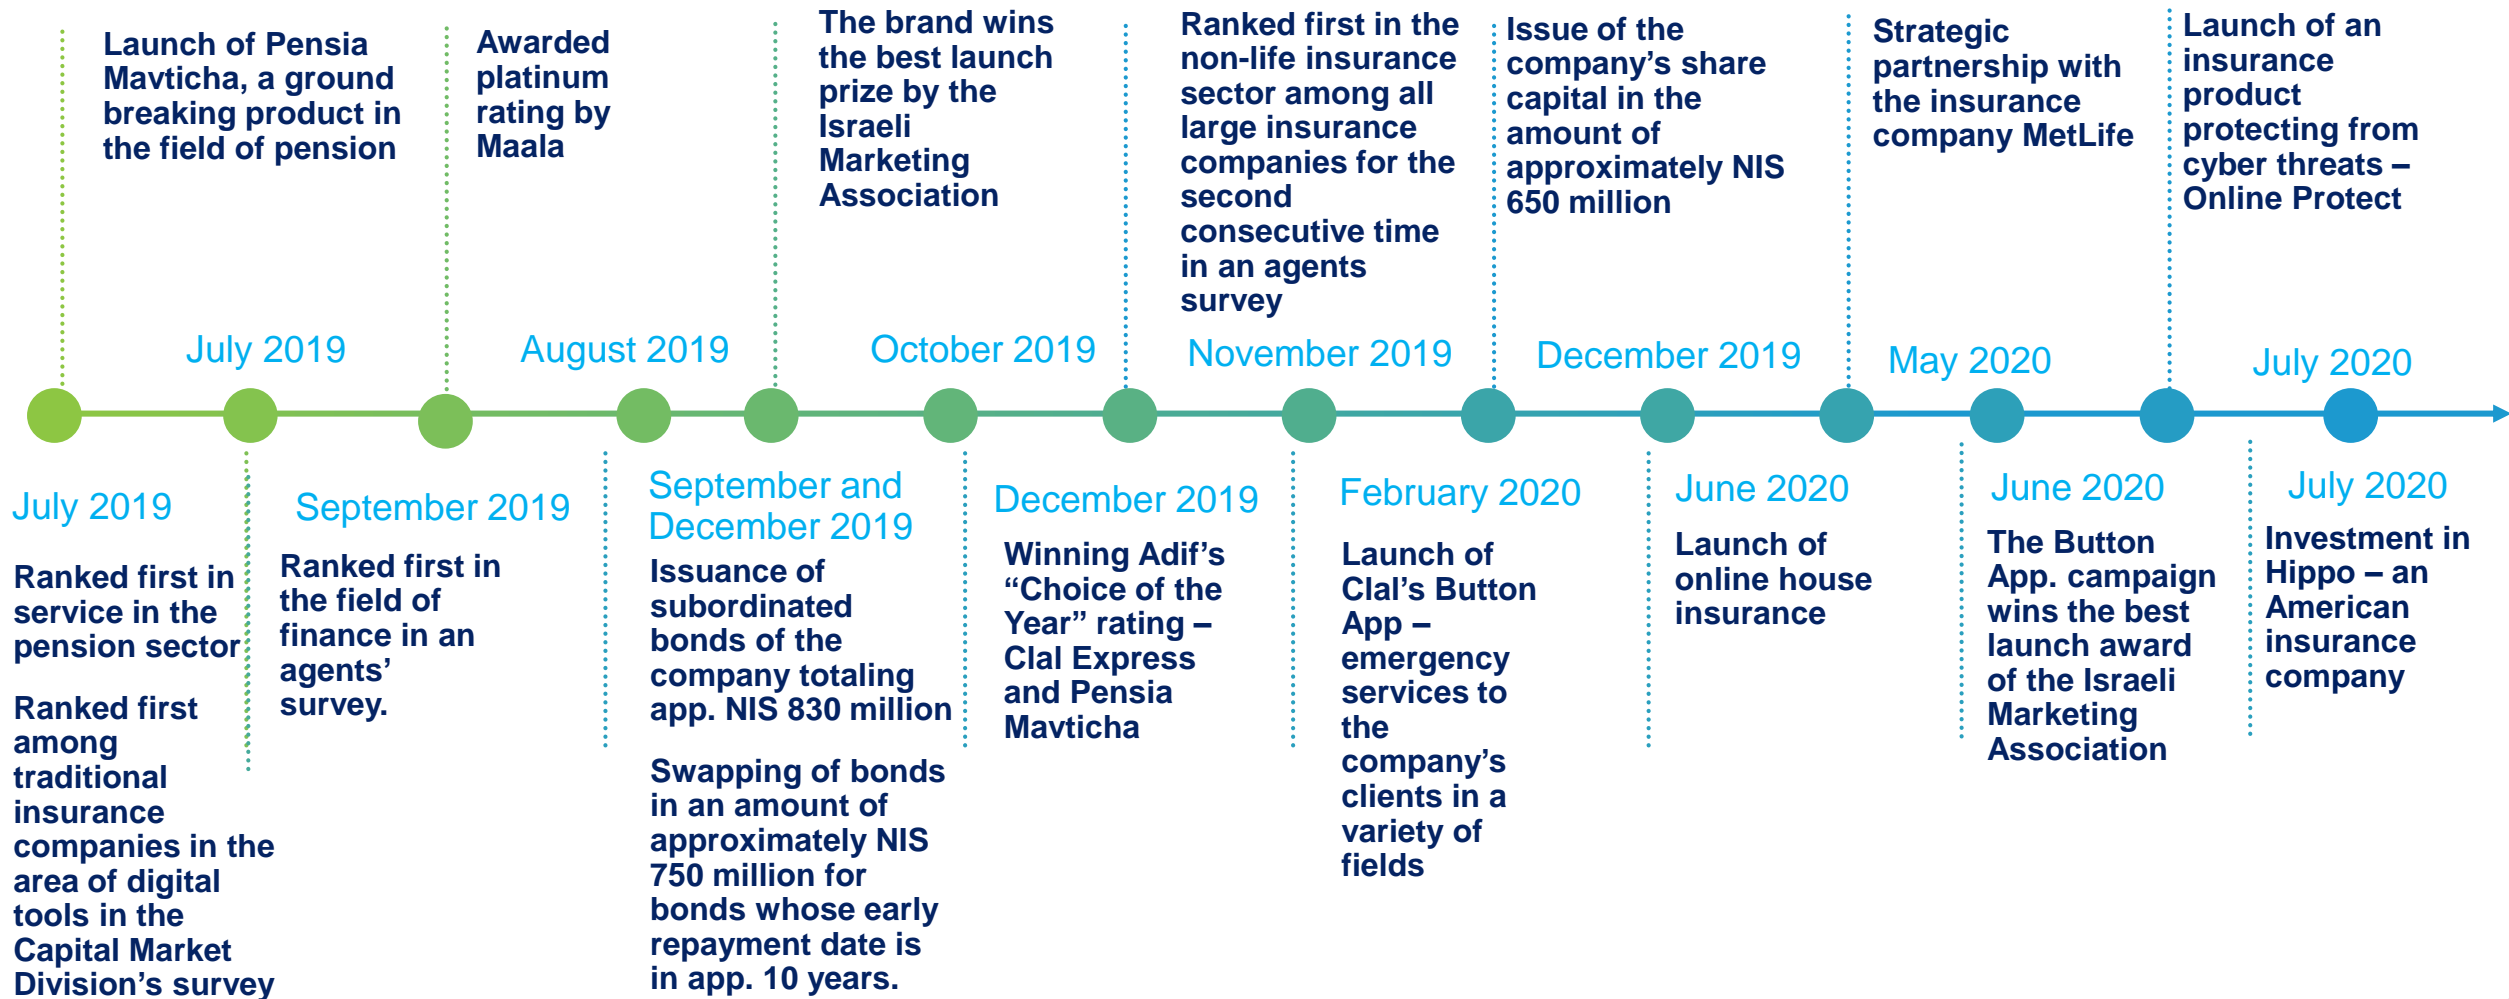 Launch of Pensia
Mavticha, a ground
breaking product in
the field of pension
July 2019
Awarded
platinum
rating by
Maala
August 2019
The brand wins
the best launch
prize by the
Israeli
Marketing
Association
October 2019
Ranked first in the
non-life insurance
sector among all
large insurance
companies for the
second
consecutive time
in an agents
survey
November 2019
Issue of the
company’s share
capital in the
amount of
approximately NIS
650 million
December 2019
Strategic
partnership with
the insurance
company MetLife
May 2020
Launch of an
insurance
product
protecting from
cyber threats –
Online Protect
July 2020
July 2019
Ranked first in
service in the
pension sector
Ranked first
among
traditional
insurance
companies in the
area of digital
tools in the
Capital Market
Division’s survey
September 2019
Ranked first in
the field of
finance in an
agents’
survey.
September and
December 2019
Issuance of
subordinated
bonds of the
company totaling
app. NIS 830 million
Swapping of bonds
in an amount of
approximately NIS
750 million for
bonds whose early
repayment date is
in app. 10 years.
December 2019
Winning Adif’s
“Choice of the
Year” rating –
Clal Express
and Pensia
Mavticha
February 2020
Launch of
Clal’s Button
App –
emergency
services to
the
company’s
clients in a
variety of
fields
June 2020
Launch of
online house
insurance
June 2020
The Button
App. campaign
wins the best
launch award
of the Israeli
Marketing
Association
July 2020
Investment in
Hippo – an
American
insurance
company